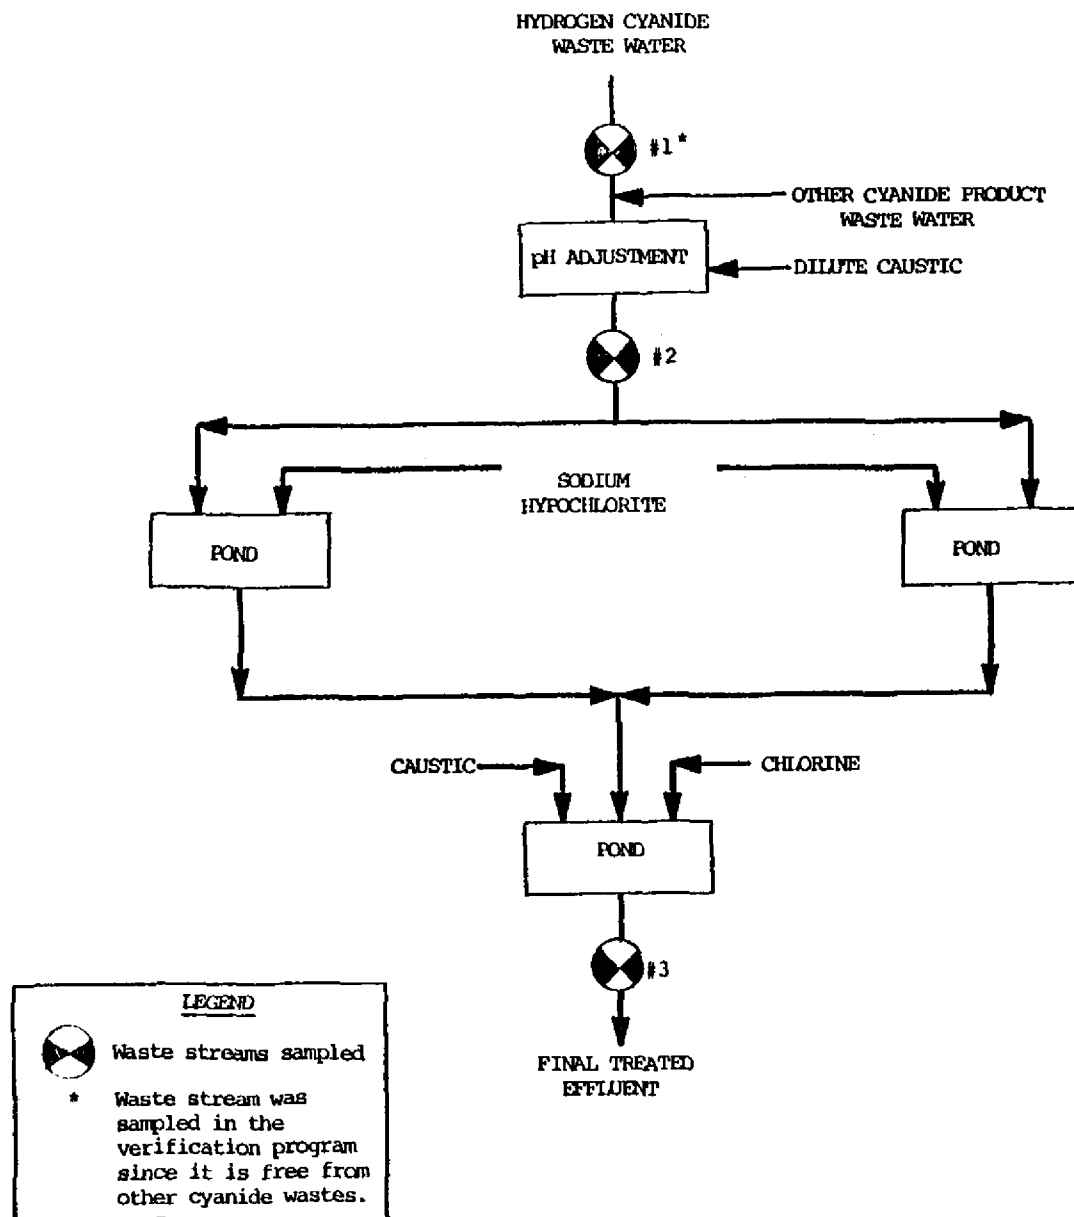 HYDROGEN CYANIDE
WASTE WATER
#1*
OTHER CYANIDE PRODUCT
WASTE WATER
pH ADJUSTMENT
DILUTE CAUSTIC
#2
SODIUM
HYPOCHLORITE
POND
POND
CAUSTIC
CHLORINE
POND
#3
FINAL TREATED
EFFLUENT
LEGEND
Waste streams sampled
* Waste stream was
sampled in the
verification program
since it is free from
other cyanide wastes.